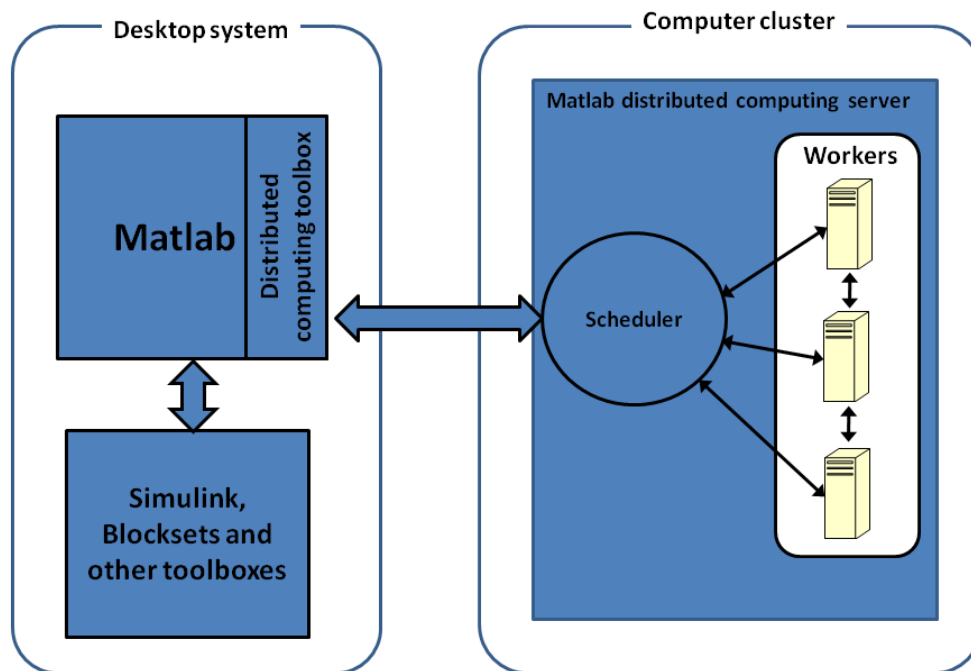 Desktop system
Matlab
Distributed
computing toolbox
Simulink,
Blocksets and
other toolboxes
Computer cluster
Matlab distributed computing server
Workers
Scheduler